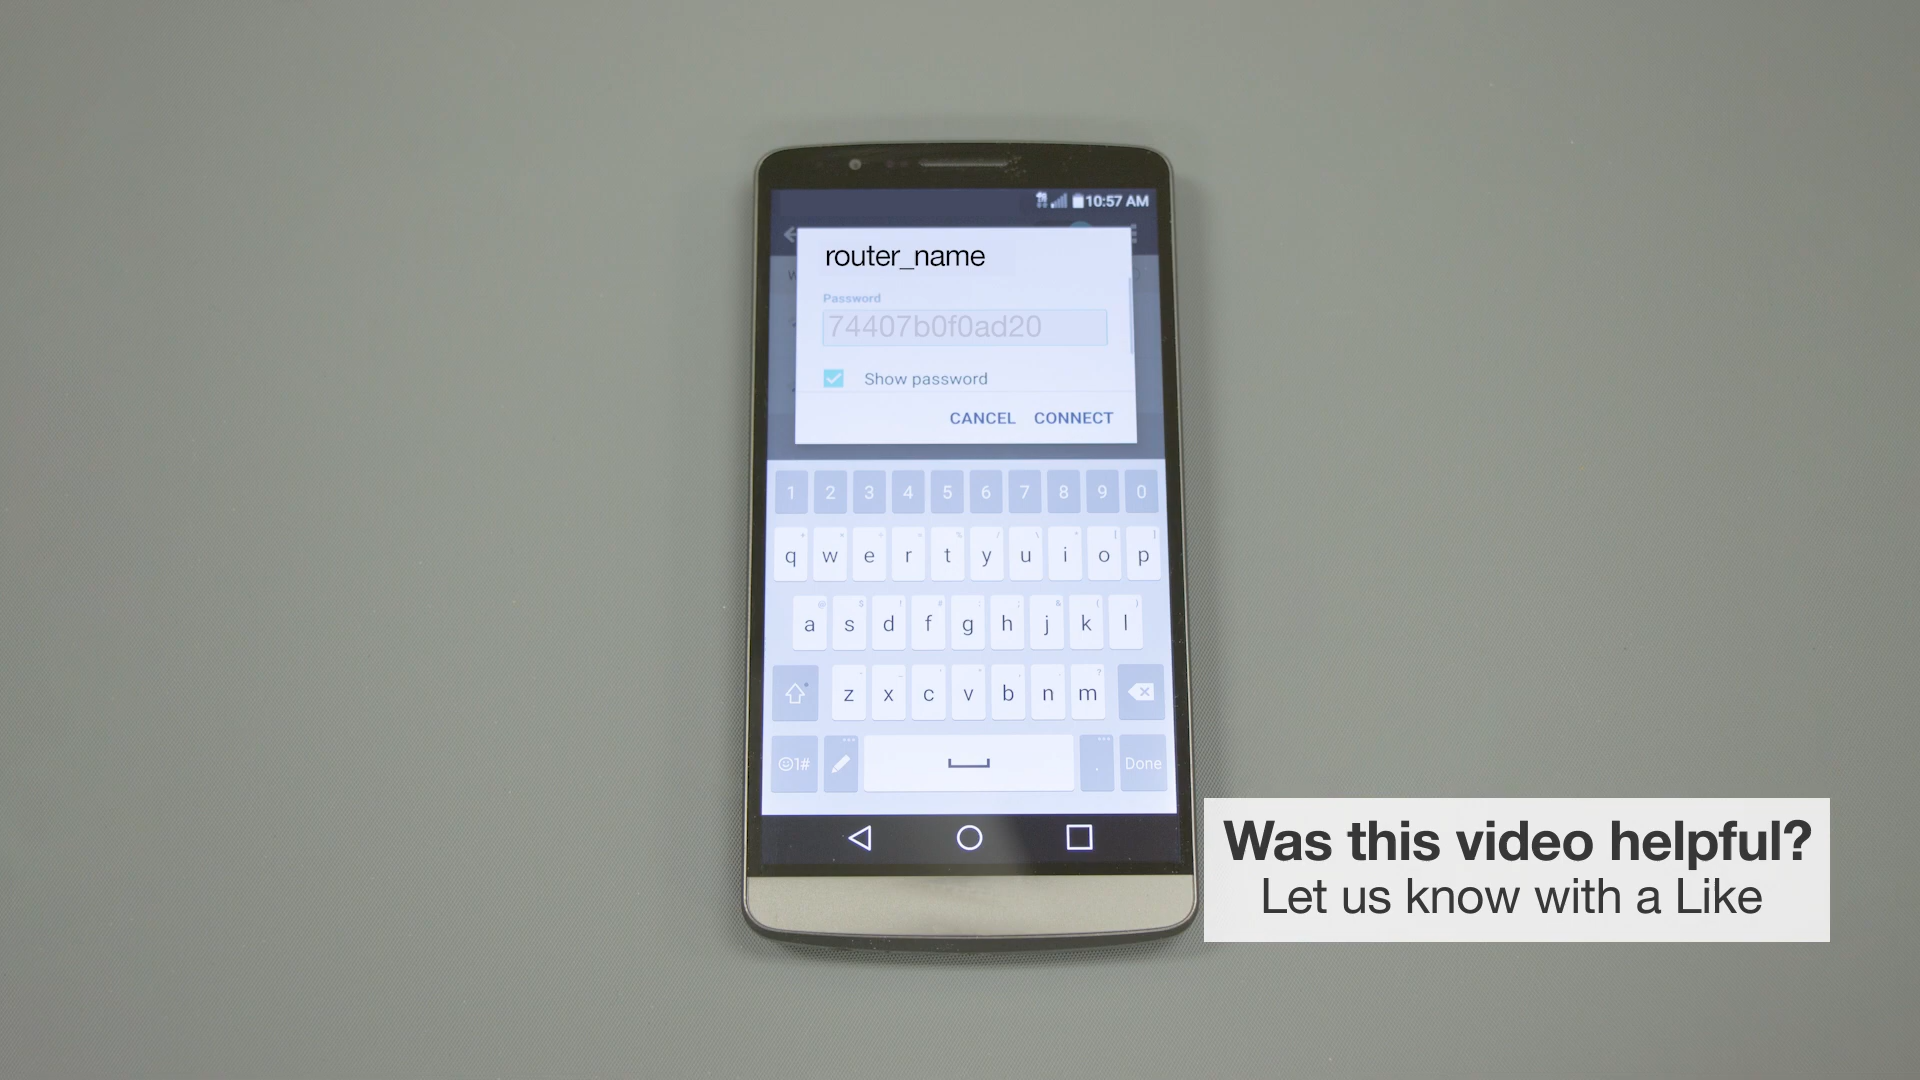 10:57 AM
router_name
Password
74407b0f0ad20
Show password
CANCEL CONNECT
1 2 3 4 5 6 7 8 9 0
q w e r t y u i o p
a s d f g h j k l
z x c v b n m
1# . Done
Was this video helpful?
Let us know with a Like